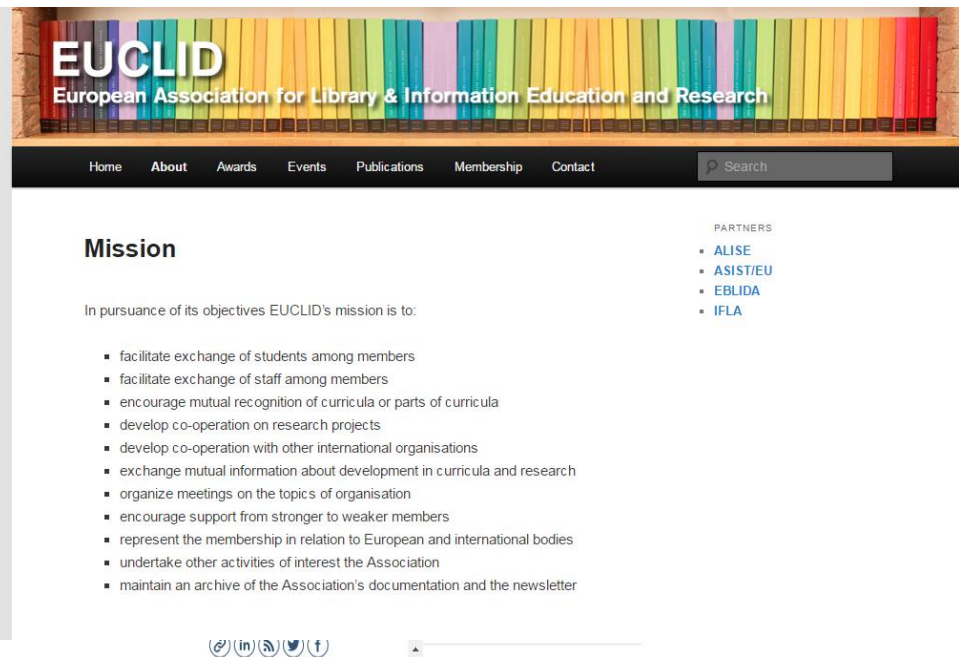 EUCLID
European Association for Library & Information Education and Research
Home About Awards Events Publications Membership Contact Search
Mission
In pursuance of its objectives EUCLID's mission is to:
facilitate exchange of students among members
facilitate exchange of staff among members
encourage mutual recognition of curricula or parts of curricula
develop co-operation on research projects
develop co-operation with other international organisations
exchange mutual information about development in curricula and research
organize meetings on the topics of organisation
encourage support from stronger to weaker members
represent the membership in relation to European and international bodies
undertake other activities of interest the Association
maintain an archive of the Association's documentation and the newsletter
PARTNERS
ALISE
ASIST/EU
EBLIDA
IFLA
in f